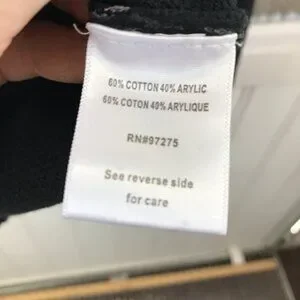 60% COTTON 40% ARYLIC
60% COTON 40% ARYLIQUE
RN#97275
See reverse side
for care